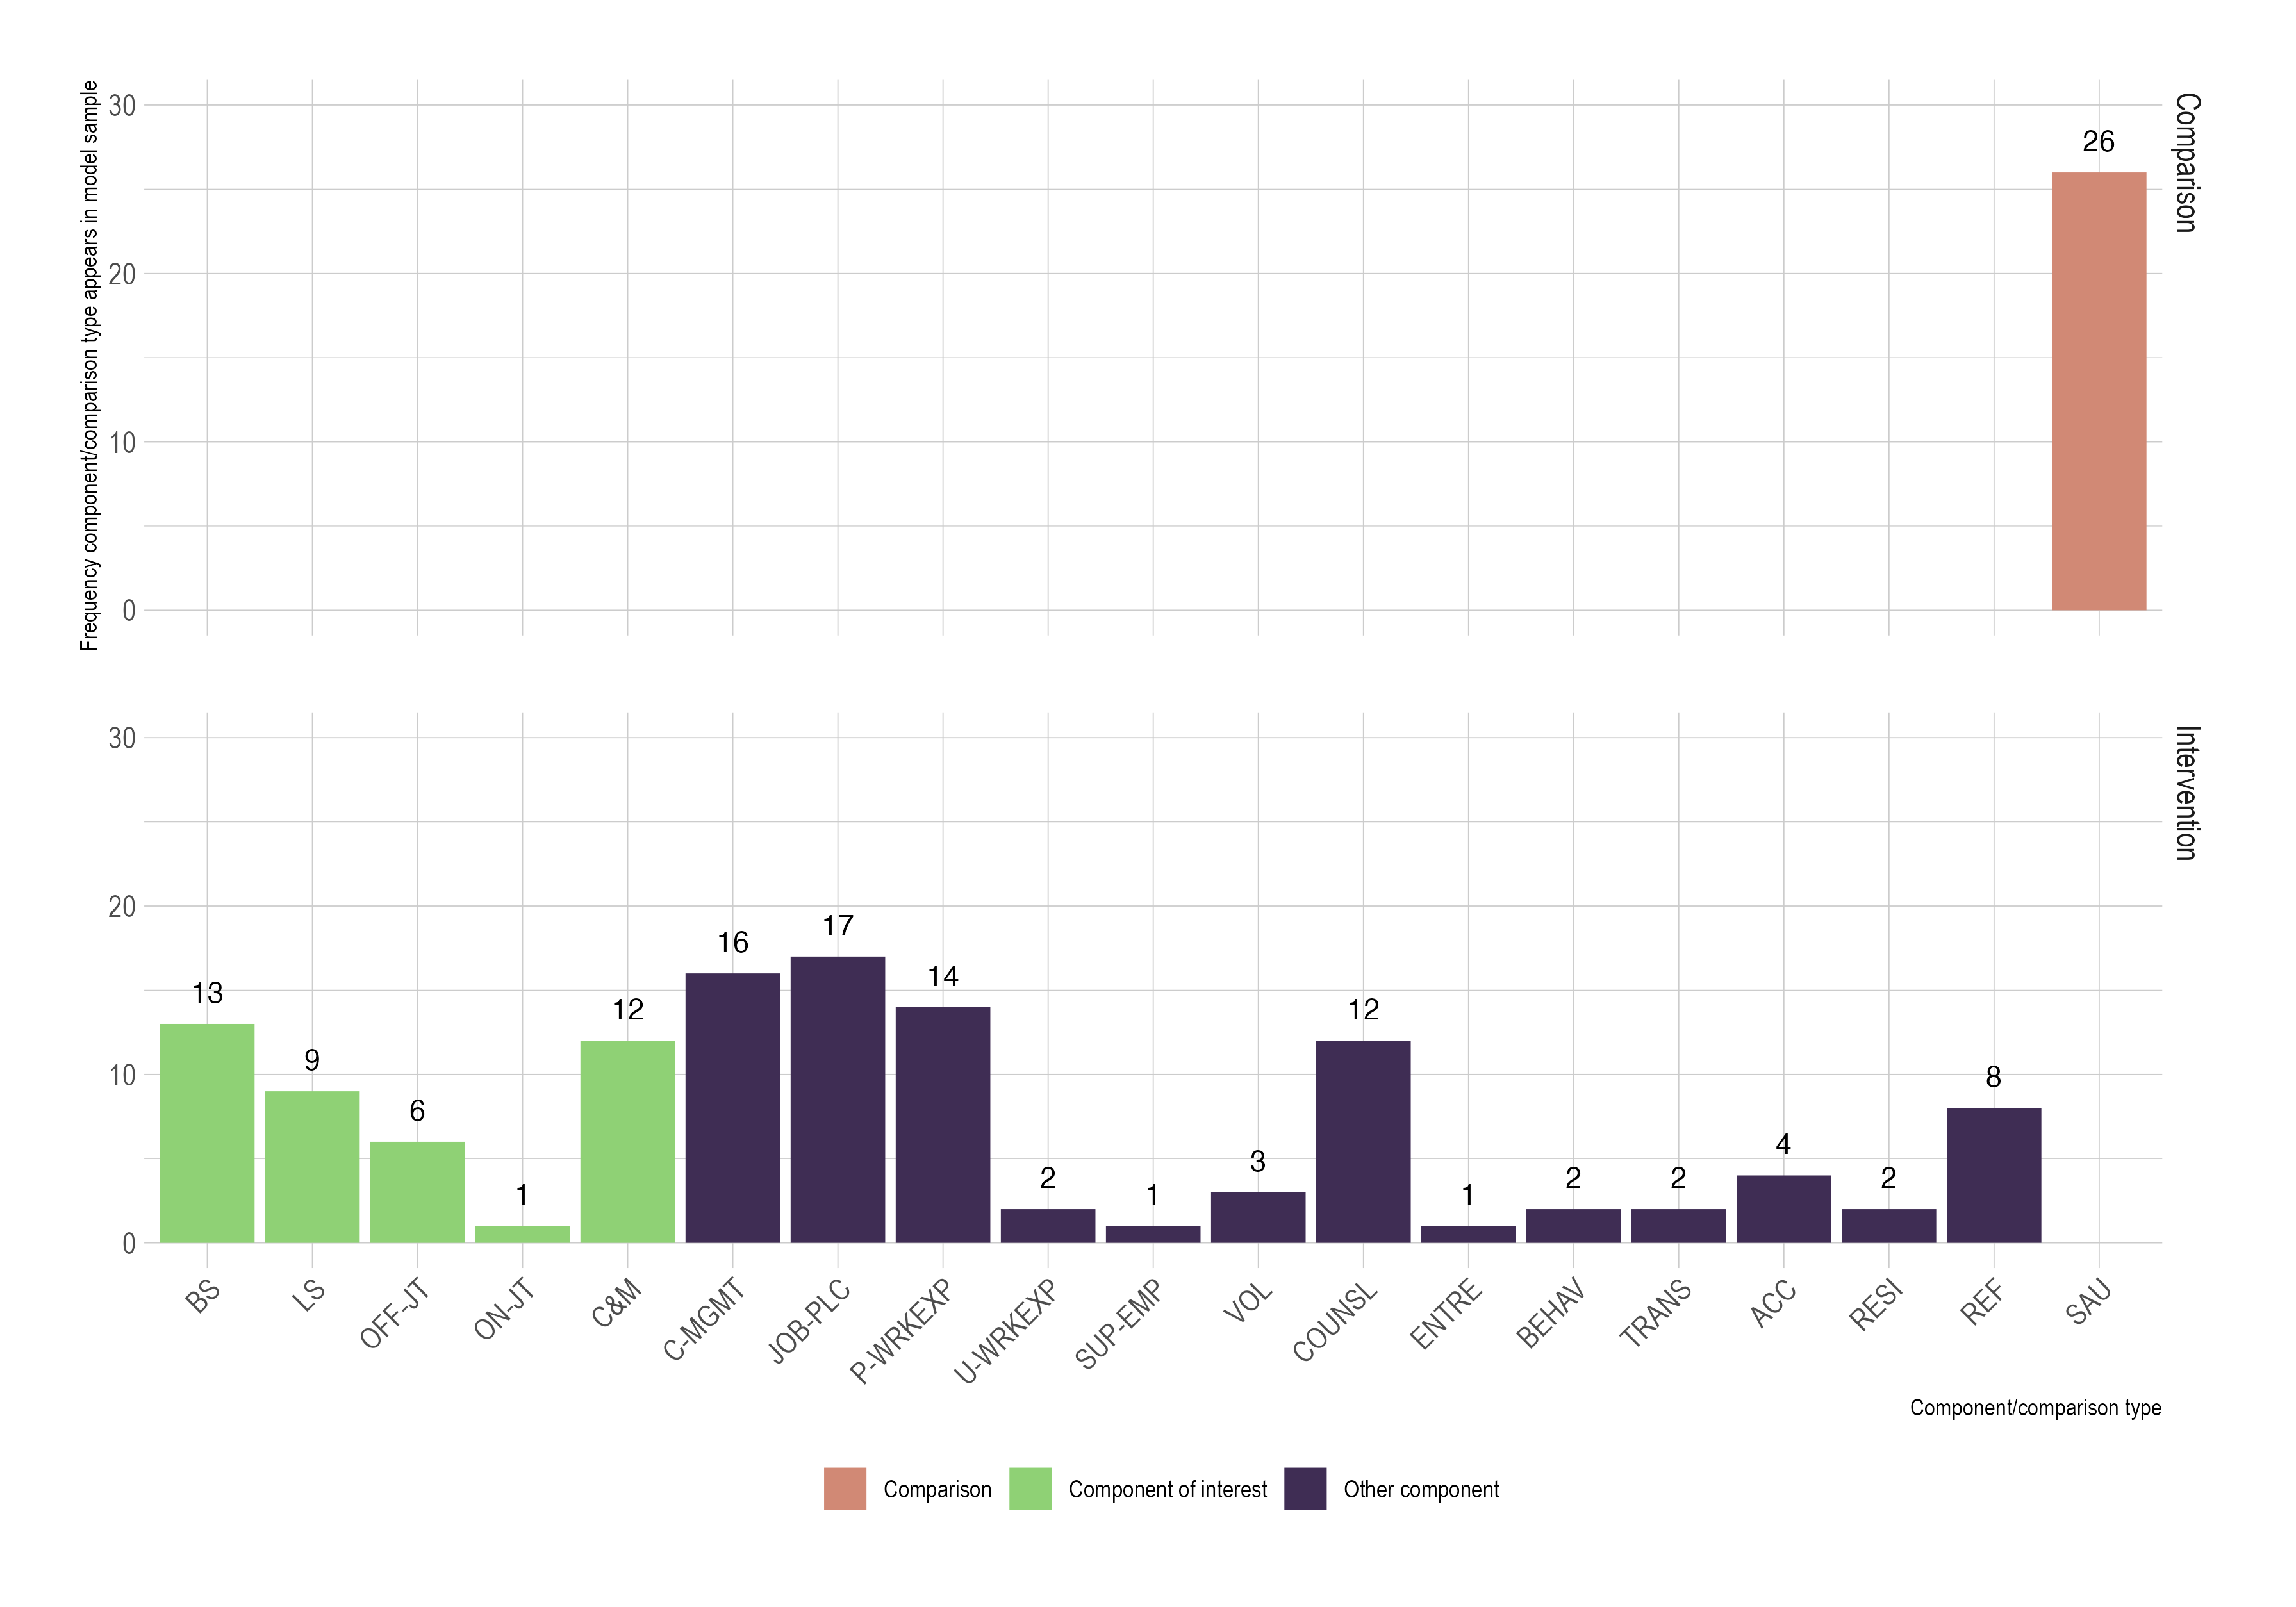 Frequency component/comparison type appears in model sample
Comparison
30
20
10
0
26
Intervention
30
20
10
0
13
9
6
1
12
16
17
14
2
1
3
12
1
2
2
4
2
8
BS
LS
OFF-JT
ON-JT
C&M
C-MGMT
JOB-PLC
P-WRKEXP
U-WRKEXP
SUP-EMP
VOL
COUNSL
ENTRE
BEHAV
TRANS
ACC
RESI
REF
SAU
Component/comparison type
Comparison
Component of interest
Other component